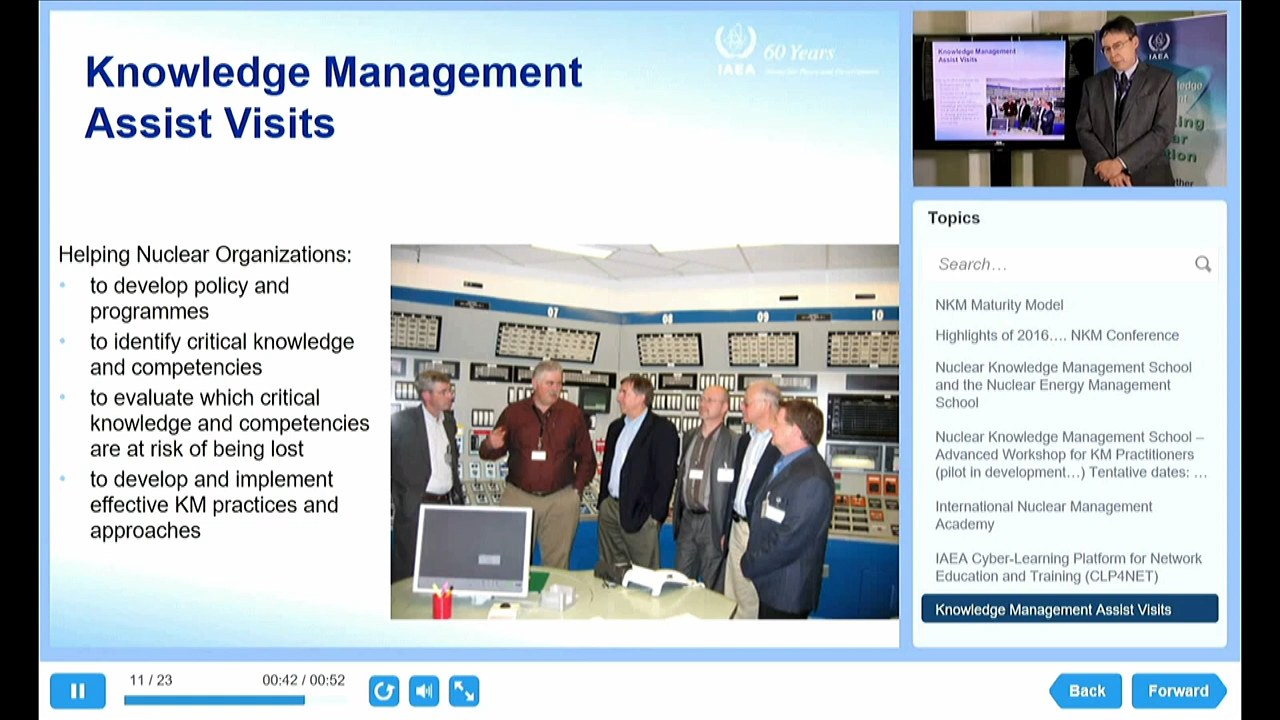 Knowledge Management
Assist Visits
IAEA
60 Years
Helping Nuclear Organizations:
to develop policy and
programmes
to identify critical knowledge
and competencies
to evaluate which critical
knowledge and competencies
are at risk of being lost
to develop and implement
effective KM practices and
approaches
07
08
09
10
Knowledge Management
Assist Visits
IAEA
Topics
Search…
NKM Maturity Model
Highlights of 2016…. NKM Conference
Nuclear Knowledge Management School
and the Nuclear Energy Management
School
Nuclear Knowledge Management School –
Advanced Workshop for KM Practitioners
(pilot in development…) Tentative dates: …
International Nuclear Management
Academy
IAEA Cyber-Learning Platform for Network
Education and Training (CLP4NET)
Knowledge Management Assist Visits
11 / 23
00:42 / 00:52
Back
Forward